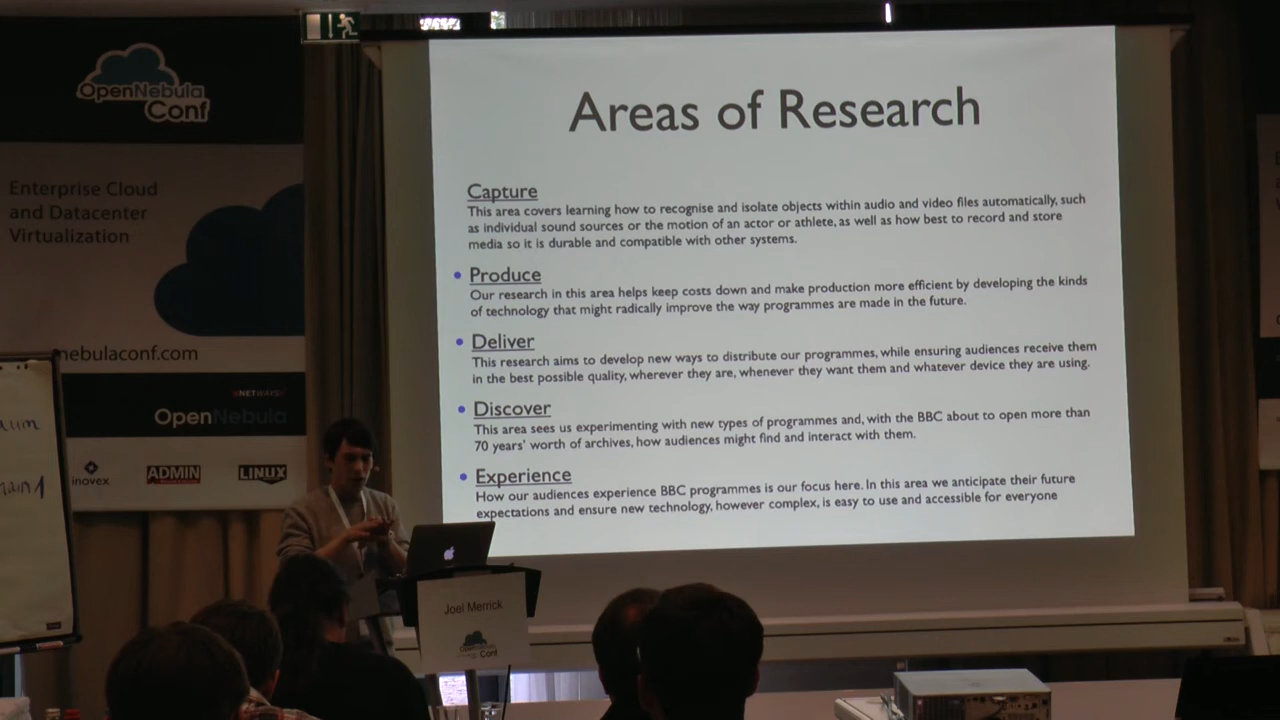 OpenNebula
Conf
Enterprise Cloud
and Datacenter
Virtualization
nebulaconf.com
NETWAYS
OpenNebula
inovex
ADMIN
LINUX
Areas of Research
Capture
This area covers learning how to recognise and isolate objects within audio and video files automatically, such
as individual sound sources or the motion of an actor or athlete, as well as how best to record and store
media so it is durable and compatible with other systems.
• Produce
Our research in this area helps keep costs down and make production more efficient by developing the kinds
of technology that might radically improve the way programmes are made in the future.
• Deliver
This research aims to develop new ways to distribute our programmes, while ensuring audiences receive them
in the best possible quality, wherever they are, whenever they want them and whatever device they are using.
• Discover
This area sees us experimenting with new types of programmes and, with the BBC about to open more than
70 years' worth of archives, how audiences might find and interact with them.
• Experience
How our audiences experience BBC programmes is our focus here. In this area we anticipate their future
expectations and ensure new technology, however complex, is easy to use and accessible for everyone
Joel Merrick
OpenNebula
Conf